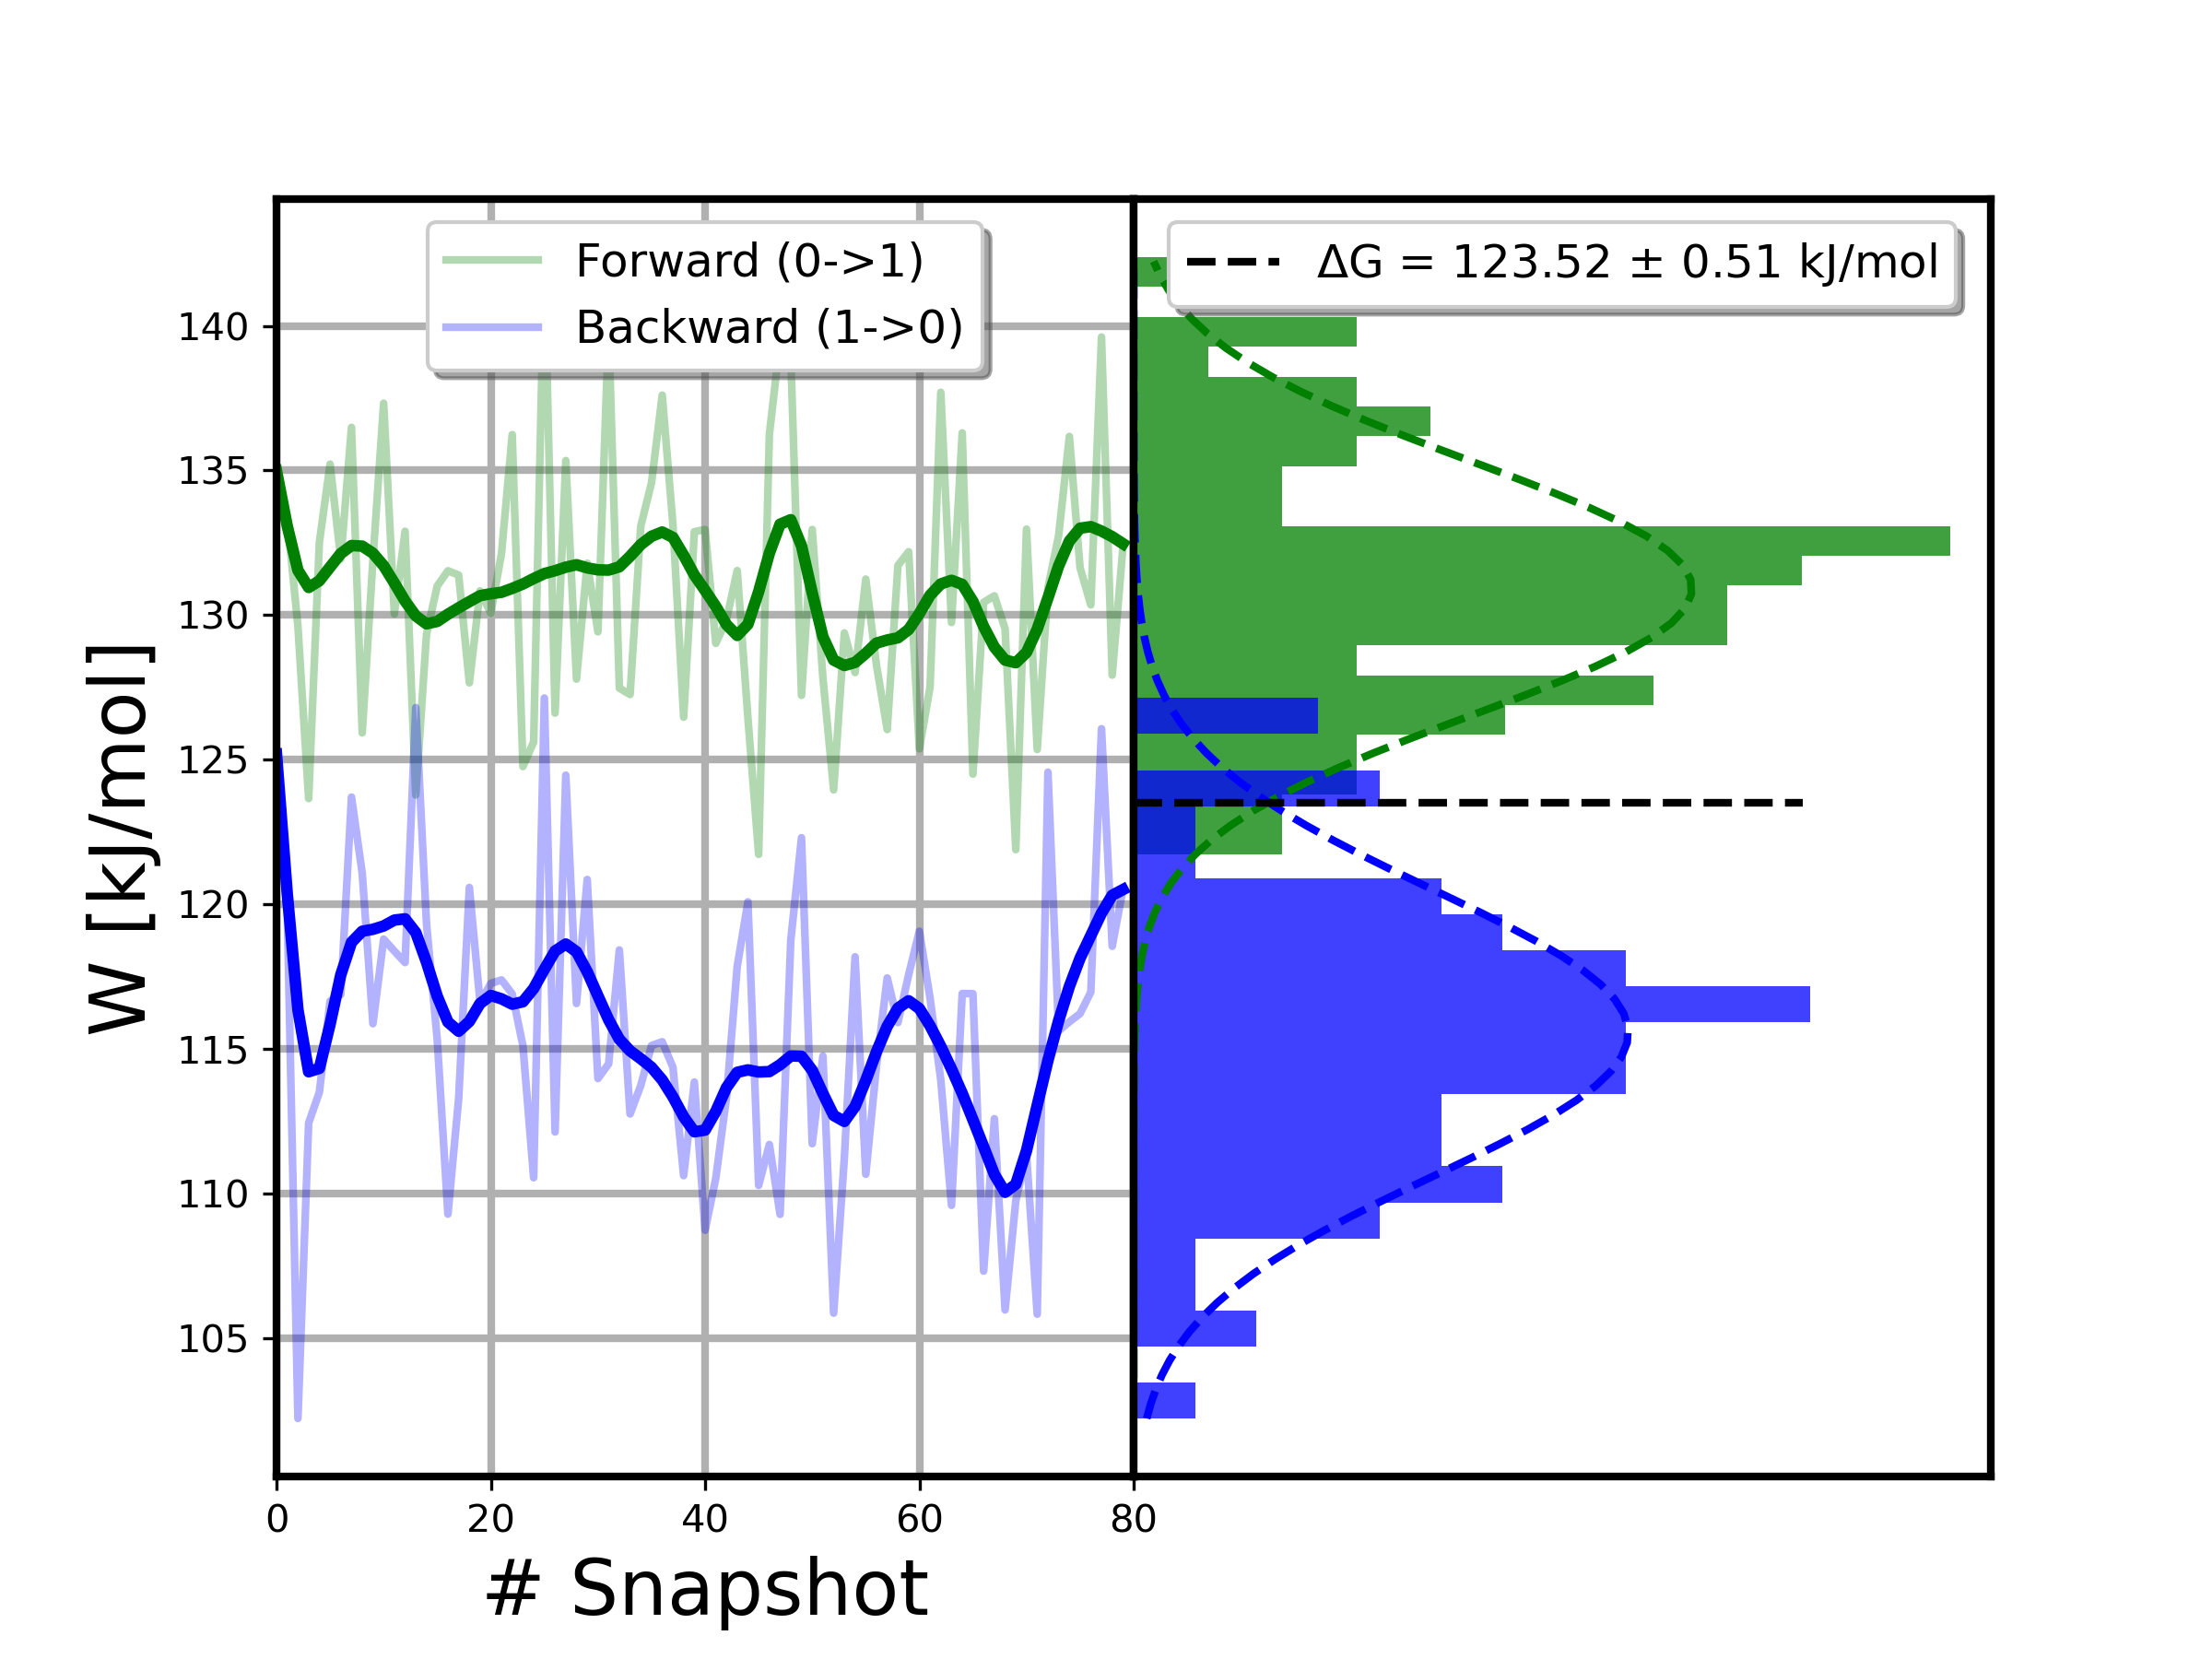 Forward (0->1)
Backward (1->0)
ΔG = 123.52 ± 0.51 kJ/mol
W [kJ/mol]
140
135
130
125
120
115
110
105
0 20 40 60 80
# Snapshot